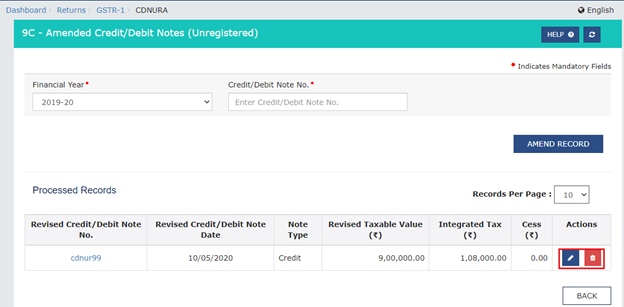 Dashboard › Returns › GSTR-1 › CDNURA English
9C - Amended Credit/Debit Notes (Unregistered) HELP
• Indicates Mandatory Fields
Financial Year• Credit/Debit Note No.•
2019-20 Enter Credit/Debit Note No.
AMEND RECORD
Processed Records Records Per Page : 10
Revised Credit/Debit Note Revised Credit/Debit Note Note Revised Taxable Value Integrated Tax Cess Actions
No. Date Type (₹) (₹) (₹)
cdnur99 10/05/2020 Credit 9,00,000.00 1,08,000.00 0.00
BACK